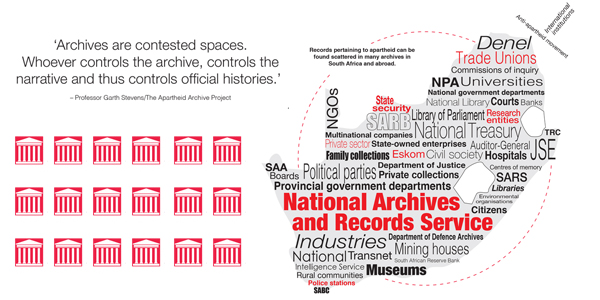 ‘Archives are contested spaces.
Whoever controls the archive, controls the
narrative and thus controls official histories.’
– Professor Garth Stevens/The Apartheid Archive Project
Records pertaining to apartheid can be
found scattered in many archives in
South Africa and abroad.
International
institutions
Anti-apartheid movement
Denel
Trade Unions
Commissions of inquiry
NPA Universities
National government departments
National Library Courts Banks
State
security
Library of Parliament Research
entities
SARB
National Treasury
TRC
NGOs
Multinational companies
Private sector State-owned enterprises Auditor-General
JSE
Family collections Eskom Civil society Hospitals
SAA
Boards
Political parties
Department of Justice
Private collections
Centres of memory
SARS
Libraries
Provincial government departments
Environmental
organisations
Citizens
National Archives
and Records Service
Industries
Department of Defence Archives
National Transnet Mining houses
South African Reserve Bank
Intelligence Service
Rural communities
Museums
Police stations
SABC